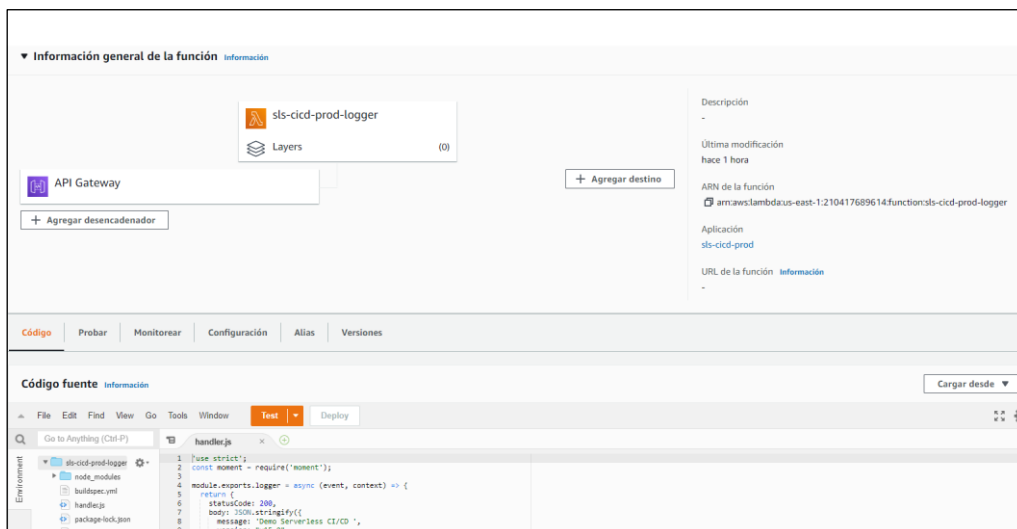 ▼ Información general de la función Información
sls-cicd-prod-logger
Layers (0)
API Gateway
+ Agregar desencadenador
+ Agregar destino
Descripción
-
Última modificación
hace 1 hora
ARN de la función
arn:aws:lambda:us-east-1:210417689614:function:sls-cicd-prod-logger
Aplicación
sls-cicd-prod
URL de la función Información
-
Código Probar Monitorear Configuración Alias Versiones
Código fuente Información
Cargar desde ▼
File Edit Find View Go Tools Window Test Deploy
Go to Anything (Ctrl-P)
handler.js
Environment
sls-cicd-prod-logger
node_modules
buildspec.yml
handler.js
package-lock.json
1 'use strict';
2 const moment = require('moment');
3
4 module.exports.logger = async (event, context) => {
5 return {
6 statusCode: 200,
7 body: JSON.stringify({
8 message: 'Demo Serverless CI/CD ',